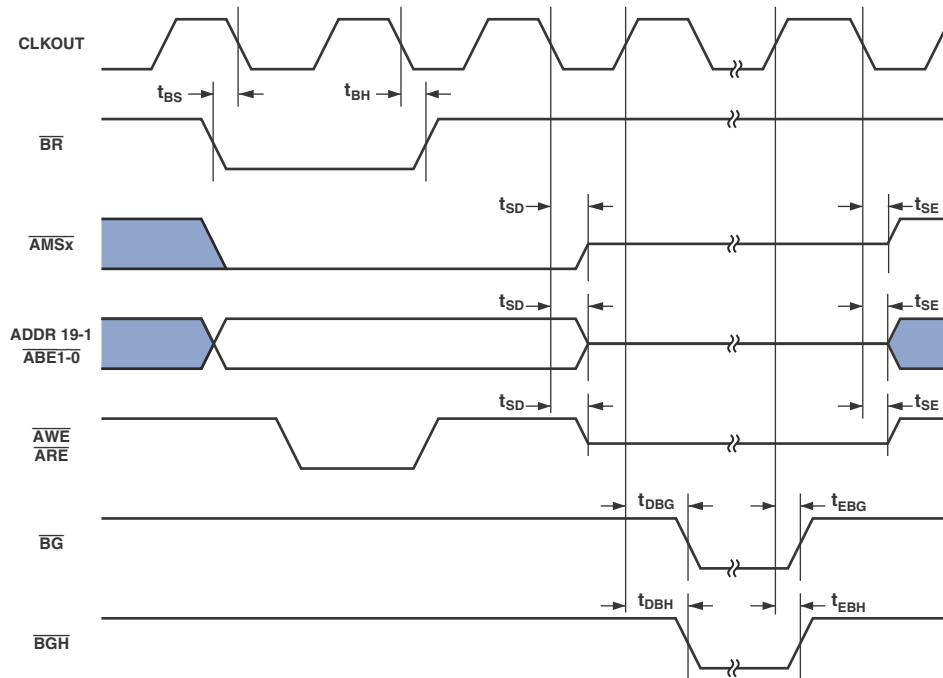 CLKOUT
tBS
tBH
BR
tSD
tSE
AMSx
tSD
tSE
ADDR 19-1
ABE1-0
tSD
tSE
AWE
ARE
tDBG
tEBG
BG
tDBH
tEBH
BGH